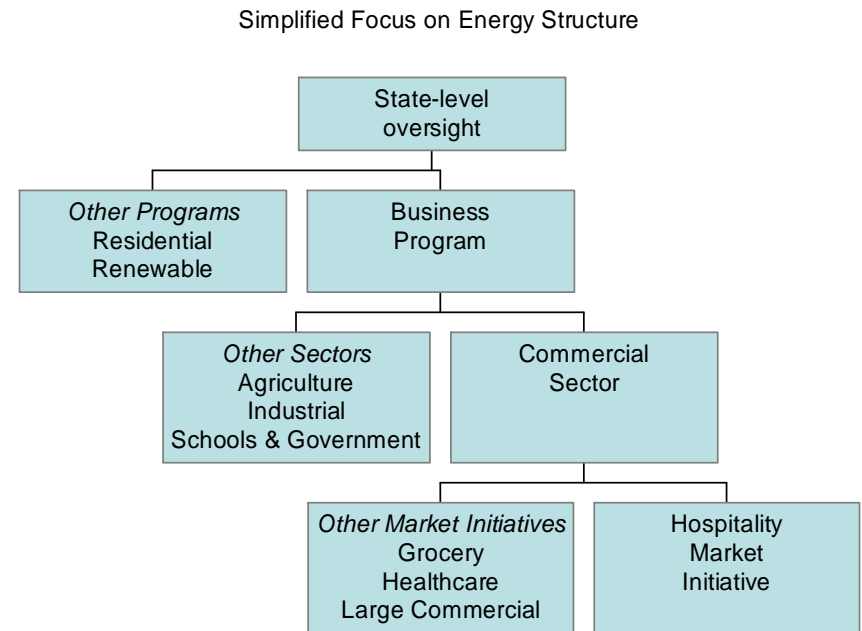 Simplified Focus on Energy Structure
State-level
oversight
Other Programs
Residential
Renewable
Business
Program
Other Sectors
Agriculture
Industrial
Schools & Government
Commercial
Sector
Other Market Initiatives
Grocery
Healthcare
Large Commercial
Hospitality
Market
Initiative